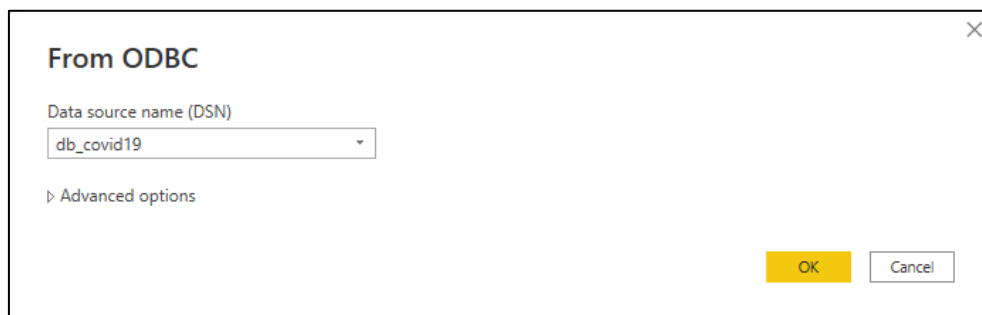 From ODBC
Data source name (DSN)
db_covid19
Advanced options
OK Cancel